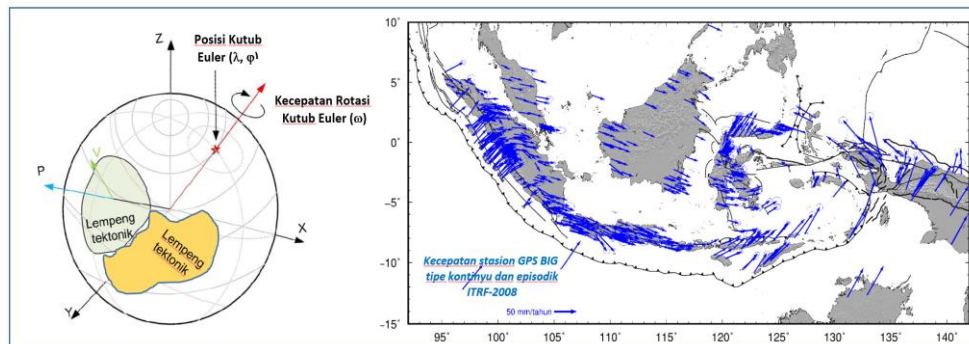 Z
Posisi Kutub
Euler (λ, φ)
Kecepatan Rotasi
Kutub Euler (ω)
V
P
Lempeng
tektonik
Lempeng
tektonik
X
Y
10°
5°
0°
−5°
−10°
−15°
Kecepatan stasion GPS BIG
tipe kontinyu dan episodik
ITRF-2008
50 mm/tahun
95° 100° 105° 110° 115° 120° 125° 130° 135° 140°